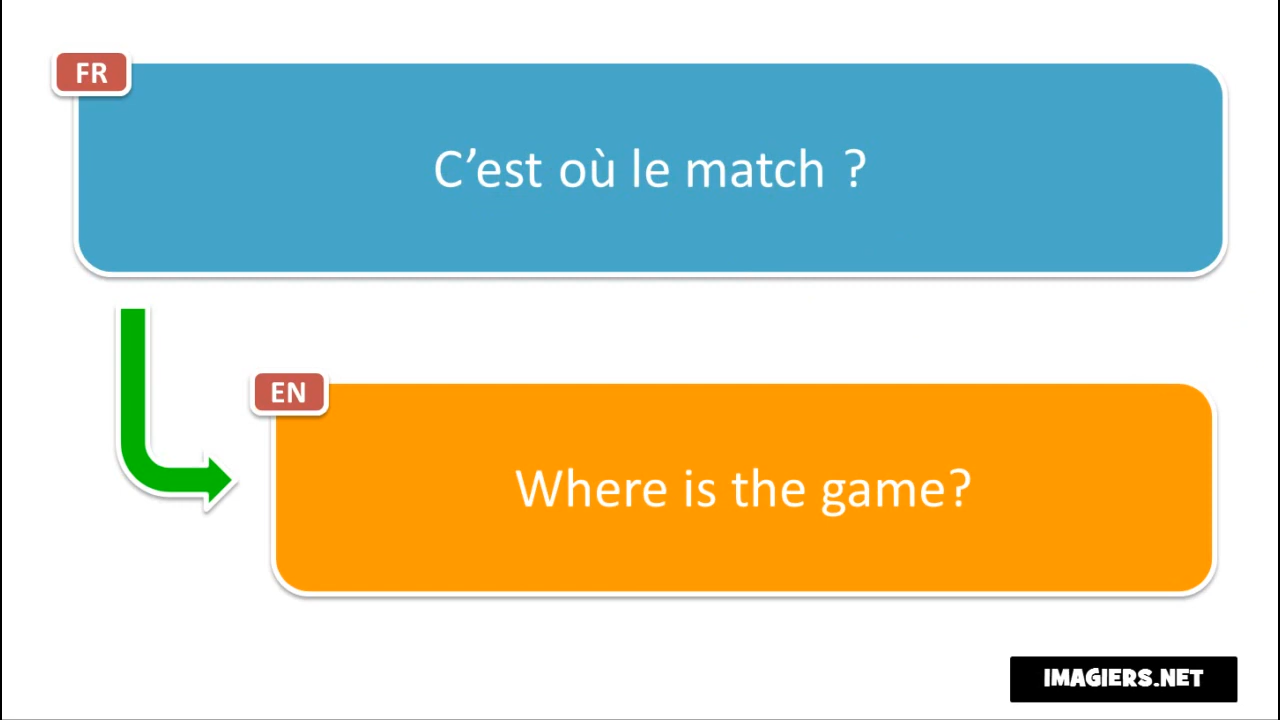 FR
C’est où le match ?
EN
Where is the game?
IMAGIERS.NET